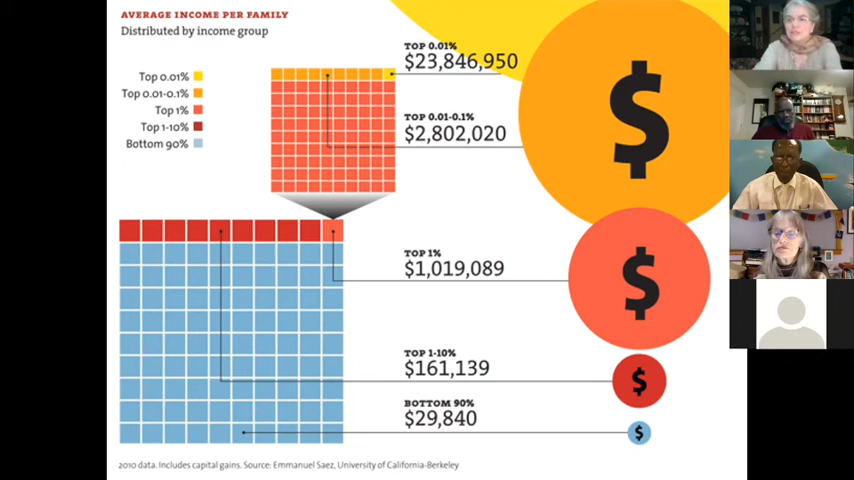 AVERAGE INCOME PER FAMILY
Distributed by income group
Top 0.01%
Top 0.01-0.1%
Top 1%
Top 1-10%
Bottom 90%
TOP 0.01%
$23,846,950
TOP 0.01-0.1%
$2,802,020
TOP 1%
$1,019,089
TOP 1-10%
$161,139
BOTTOM 90%
$29,840
$
$
$
$
2010 data. Includes capital gains. Source: Emmanuel Saez, University of California-Berkeley